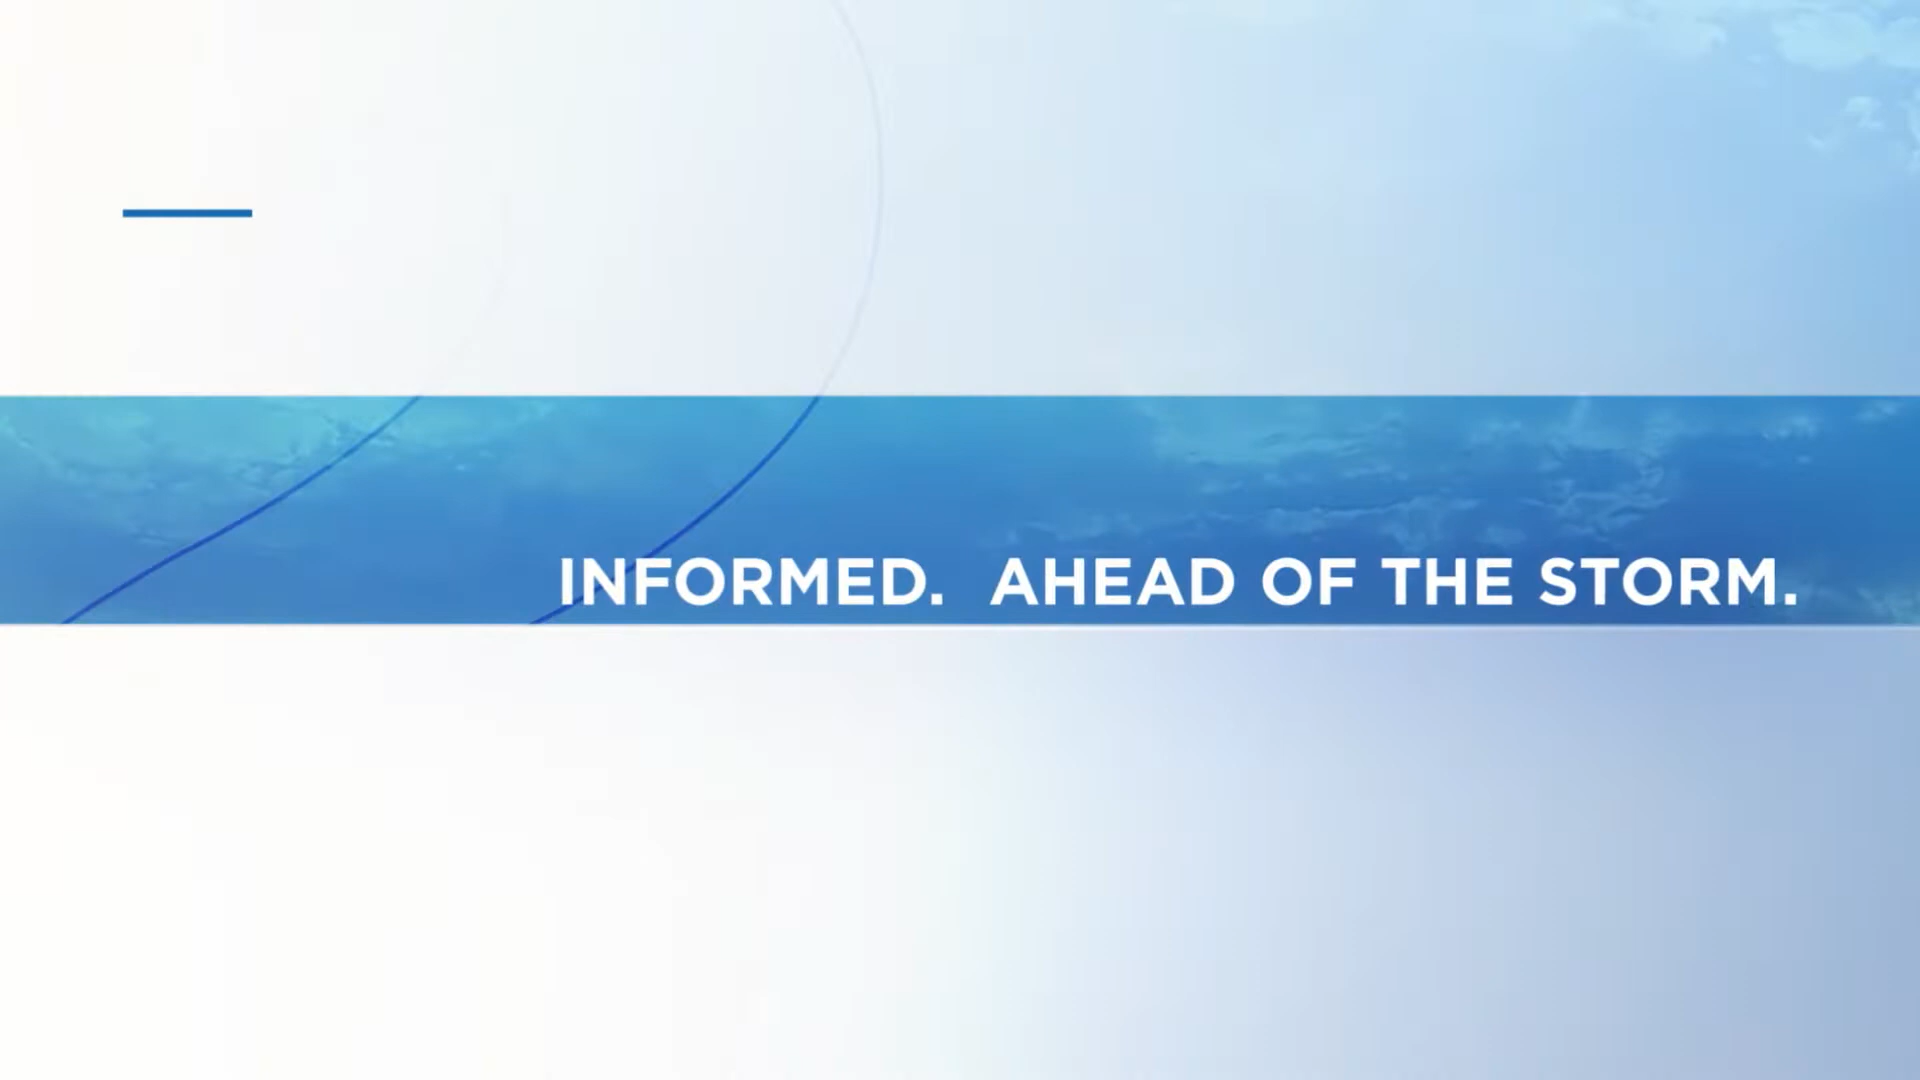 INFORMED. AHEAD OF THE STORM.